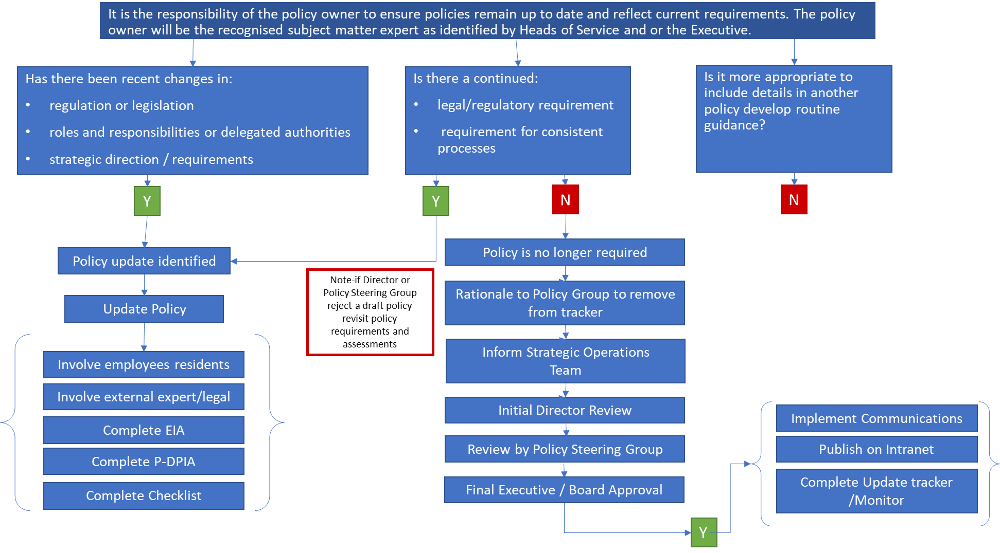 It is the responsibility of the policy owner to ensure policies remain up to date and reflect current requirements. The policy
owner will be the recognised subject matter expert as identified by Heads of Service and or the Executive.
Has there been recent changes in:
• regulation or legislation
• roles and responsibilities or delegated authorities
• strategic direction / requirements
Is there a continued:
• legal/regulatory requirement
• requirement for consistent
processes
Is it more appropriate to
include details in another
policy develop routine
guidance?
Y
Y
N
N
Policy update identified
Update Policy
Involve employees residents
Involve external expert/legal
Complete EIA
Complete P-DPIA
Complete Checklist
Note-if Director or
Policy Steering Group
reject a draft policy
revisit policy
requirements and
assessments
Policy is no longer required
Rationale to Policy Group to remove
from tracker
Inform Strategic Operations
Team
Initial Director Review
Review by Policy Steering Group
Final Executive / Board Approval
Y
Implement Communications
Publish on Intranet
Complete Update tracker
/Monitor